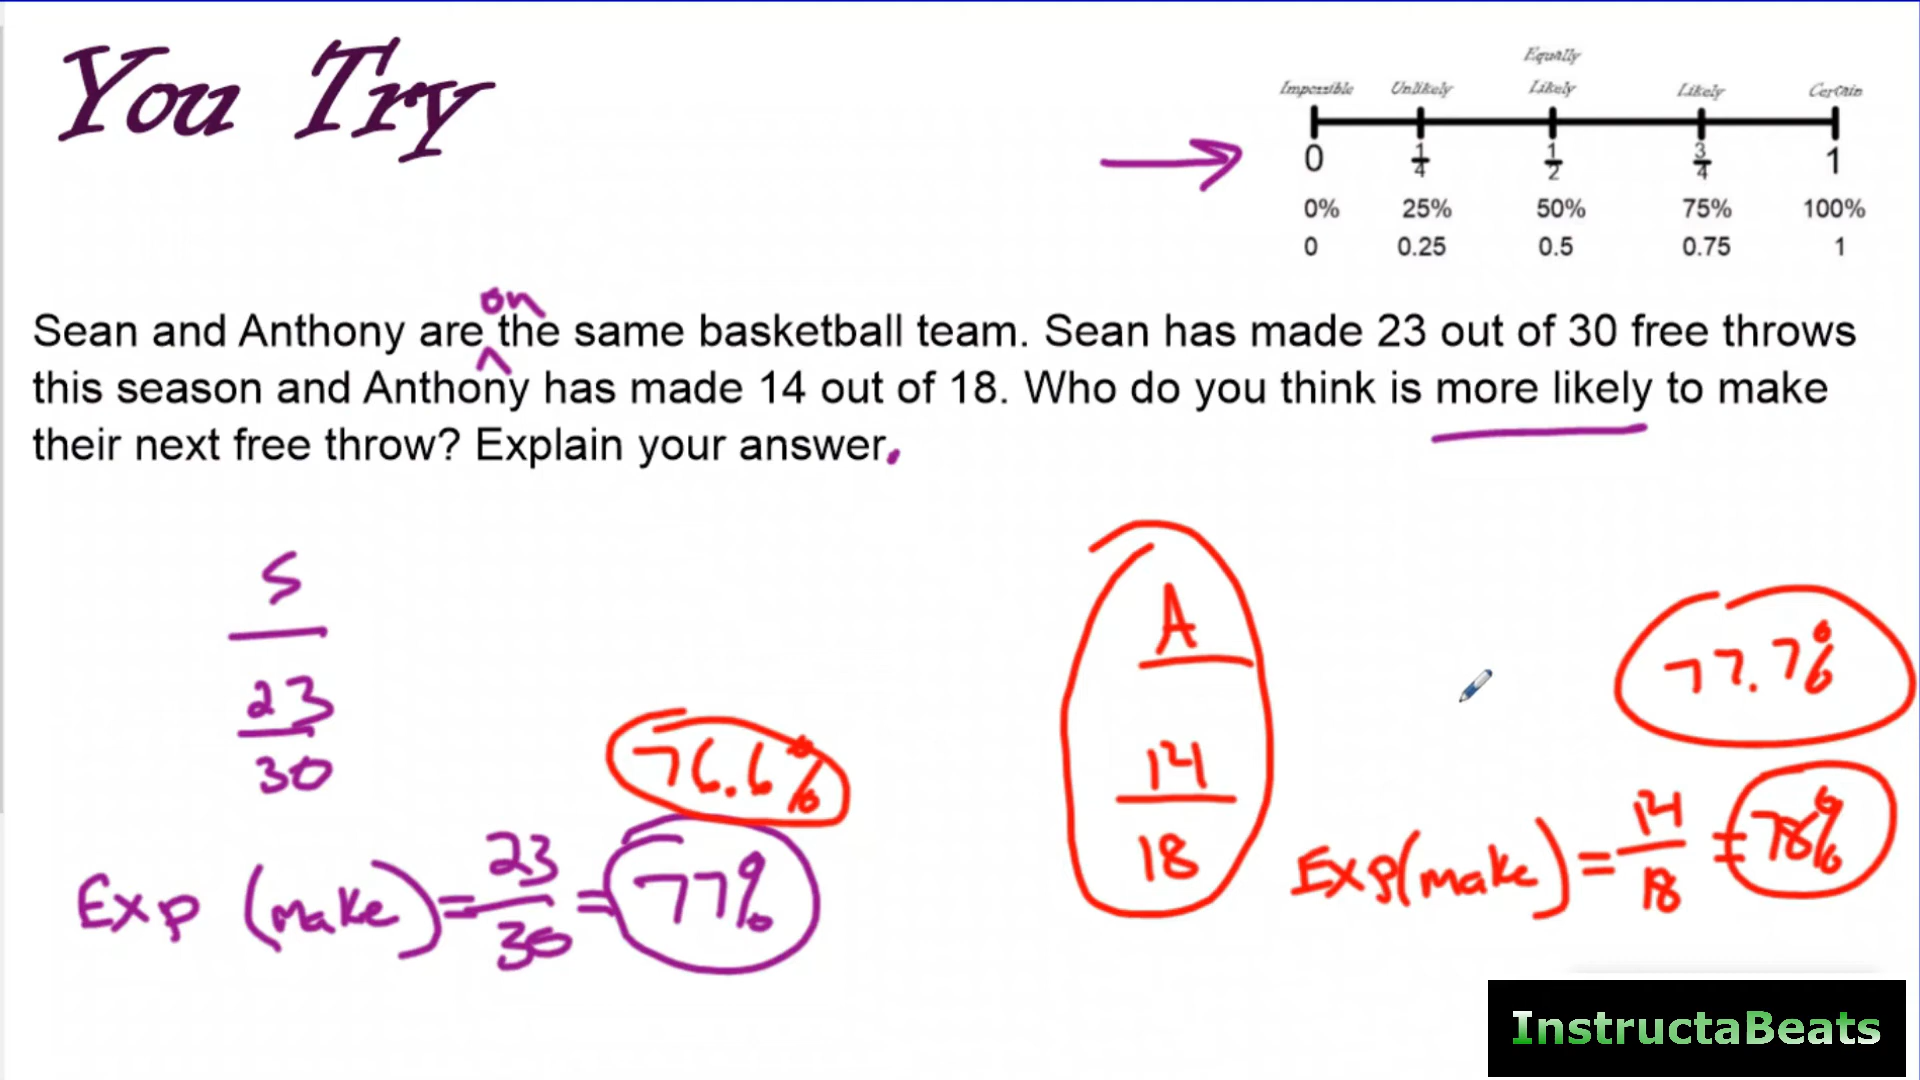 You Try
Equally
Impossible Unlikely Likely Likely Certain
0 1/4 1/2 3/4 1
0% 25% 50% 75% 100%
0 0.25 0.5 0.75 1
on
Sean and Anthony are the same basketball team. Sean has made 23 out of 30 free throws
this season and Anthony has made 14 out of 18. Who do you think is more likely to make
their next free throw? Explain your answer.
S
23/30
76.6%
Exp (make) = 23/30 = 77%
A
14/18
77.7%
Exp(make) = 14/18 = 78%
InstructaBeats